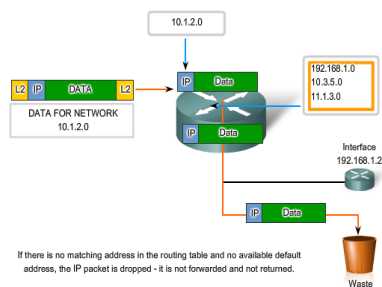 10.1.2.0
192.168.1.0
10.3.5.0
11.1.3.0
IP Data
L2 IP DATA L2
DATA FOR NETWORK
10.1.2.0
IP Data
Interface
192.168.1.2
IP Data
If there is no matching address in the routing table and no available default
address, the IP packet is dropped - it is not forwarded and not returned.
Waste